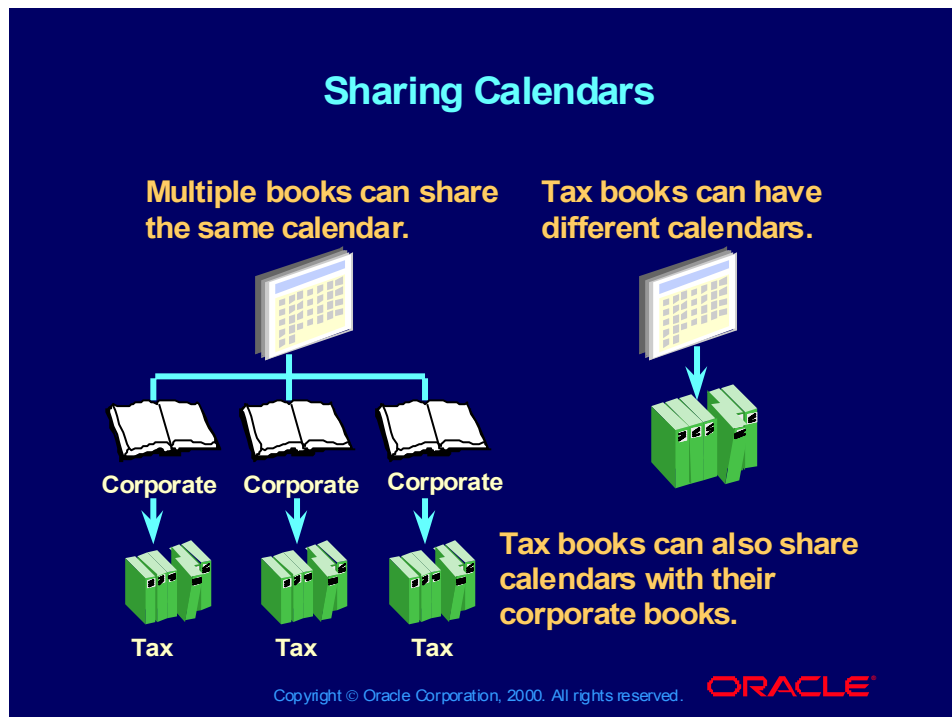 Sharing Calendars
Multiple books can share
the same calendar.
Tax books can have
different calendars.
Corporate
Corporate
Corporate
Tax books can also share
calendars with their
corporate books.
Tax
Tax
Tax
Copyright © Oracle Corporation, 2000. All rights reserved.
ORACLE®